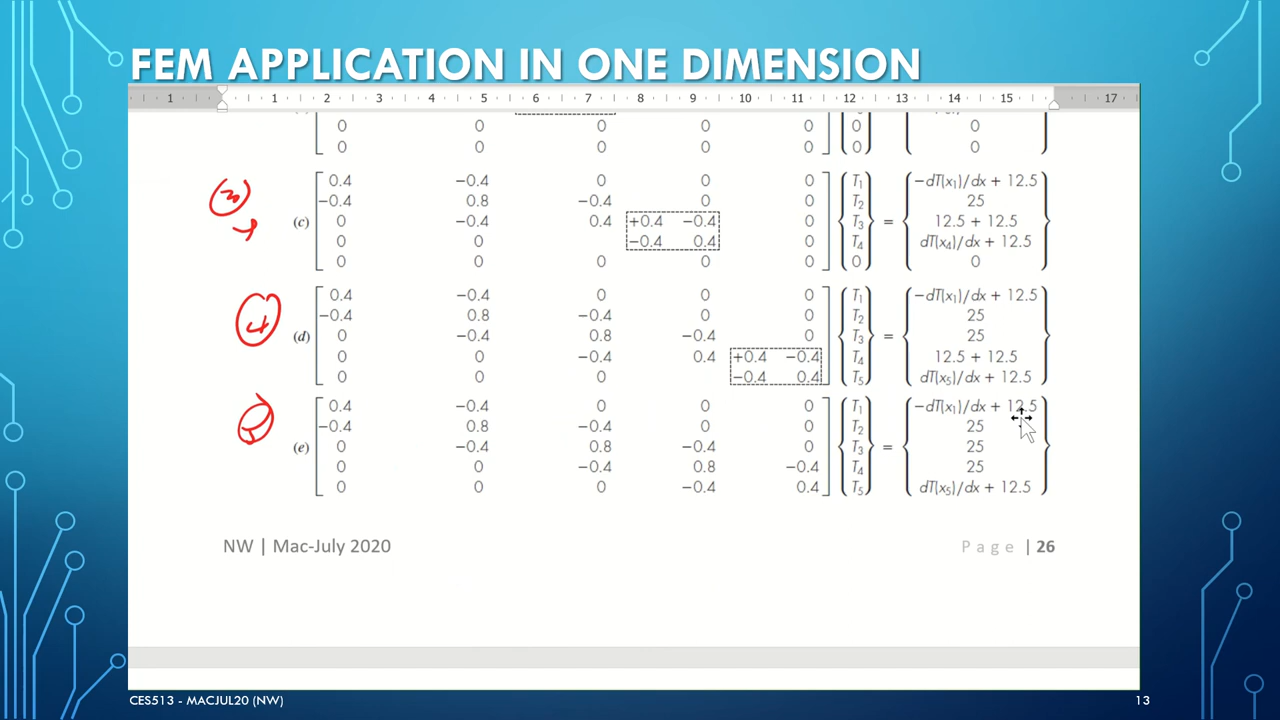 FEM APPLICATION IN ONE DIMENSION
1 1 2 3 4 5 6 7 8 9 10 11 12 13 14 15 17
0 0 0 0 0 0 0
0 0 0 0 0 0 0
0.4 −0.4 0 0 0 T1 −dT(x1)/dx + 12.5
−0.4 0.8 −0.4 0 0 T2 25
(c) 0 −0.4 0.4 +0.4 −0.4 0 T3 = 12.5 + 12.5
0 0 −0.4 0.4 0 T4 dT(x4)/dx + 12.5
0 0 0 0 0 0 0
0.4 −0.4 0 0 0 T1 −dT(x1)/dx + 12.5
−0.4 0.8 −0.4 0 0 T2 25
(d) 0 −0.4 0.8 −0.4 0 T3 = 25
0 0 −0.4 0.4 +0.4 −0.4 T4 12.5 + 12.5
0 0 0 −0.4 0.4 T5 dT(x5)/dx + 12.5
0.4 −0.4 0 0 0 T1 −dT(x1)/dx + 12.5
−0.4 0.8 −0.4 0 0 T2 25
(e) 0 −0.4 0.8 −0.4 0 T3 = 25
0 0 −0.4 0.8 −0.4 T4 25
0 0 0 −0.4 0.4 T5 dT(x5)/dx + 12.5
NW | Mac-July 2020
Page | 26
CES513 - MACJUL20 (NW)
13